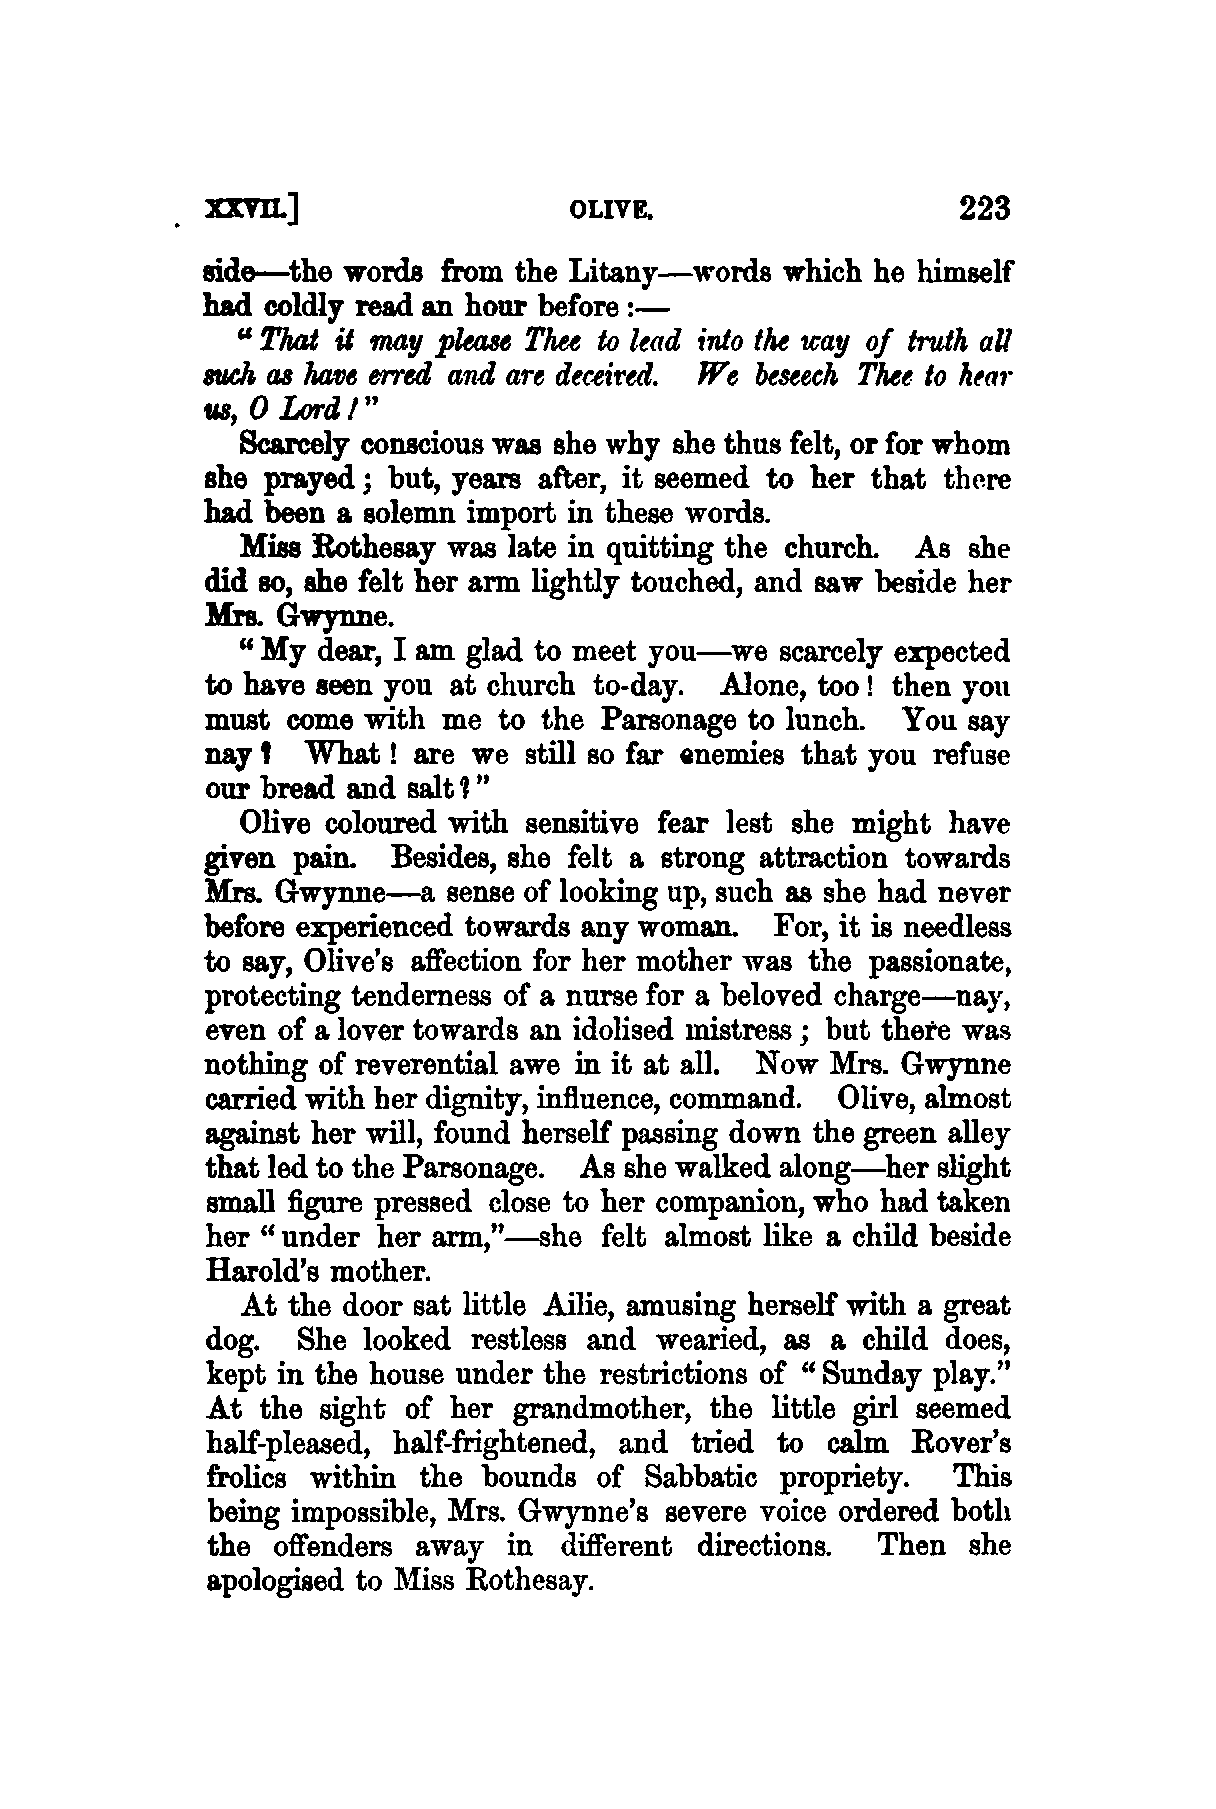 XXVII.] OLIVE. 223
side—the words from the Litany—words which he himself
had coldly read an hour before :—
“ That it may please Thee to lead into the way of truth all
such as have erred and are deceived. We beseech Thee to hear
us, O Lord ! ”
Scarcely conscious was she why she thus felt, or for whom
she prayed ; but, years after, it seemed to her that there
had been a solemn import in these words.
Miss Rothesay was late in quitting the church. As she
did so, she felt her arm lightly touched, and saw beside her
Mrs. Gwynne.
“ My dear, I am glad to meet you—we scarcely expected
to have seen you at church to-day. Alone, too ! then you
must come with me to the Parsonage to lunch. You say
nay ? What ! are we still so far enemies that you refuse
our bread and salt ? ”
Olive coloured with sensitive fear lest she might have
given pain. Besides, she felt a strong attraction towards
Mrs. Gwynne—a sense of looking up, such as she had never
before experienced towards any woman. For, it is needless
to say, Olive’s affection for her mother was the passionate,
protecting tenderness of a nurse for a beloved charge—nay,
even of a lover towards an idolised mistress ; but there was
nothing of reverential awe in it at all. Now Mrs. Gwynne
carried with her dignity, influence, command. Olive, almost
against her will, found herself passing down the green alley
that led to the Parsonage. As she walked along—her slight
small figure pressed close to her companion, who had taken
her “ under her arm,”—she felt almost like a child beside
Harold’s mother.
At the door sat little Ailie, amusing herself with a great
dog. She looked restless and wearied, as a child does,
kept in the house under the restrictions of “ Sunday play.”
At the sight of her grandmother, the little girl seemed
half-pleased, half-frightened, and tried to calm Rover’s
frolics within the bounds of Sabbatic propriety. This
being impossible, Mrs. Gwynne’s severe voice ordered both
the offenders away in different directions. Then she
apologised to Miss Rothesay.